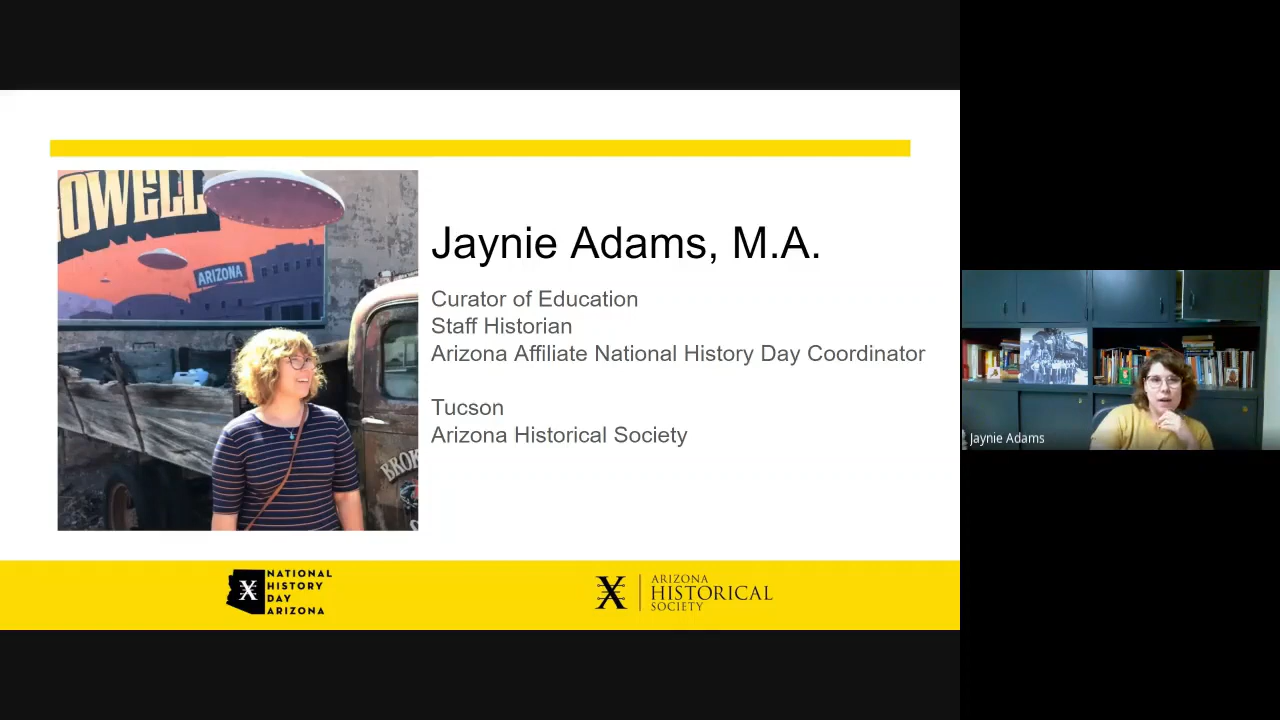 OWELL
ARIZONA
BROK
Jaynie Adams, M.A.
Curator of Education
Staff Historian
Arizona Affiliate National History Day Coordinator
Tucson
Arizona Historical Society
NATIONAL
HISTORY
DAY
ARIZONA
ARIZONA
HISTORICAL
SOCIETY
Jaynie Adams